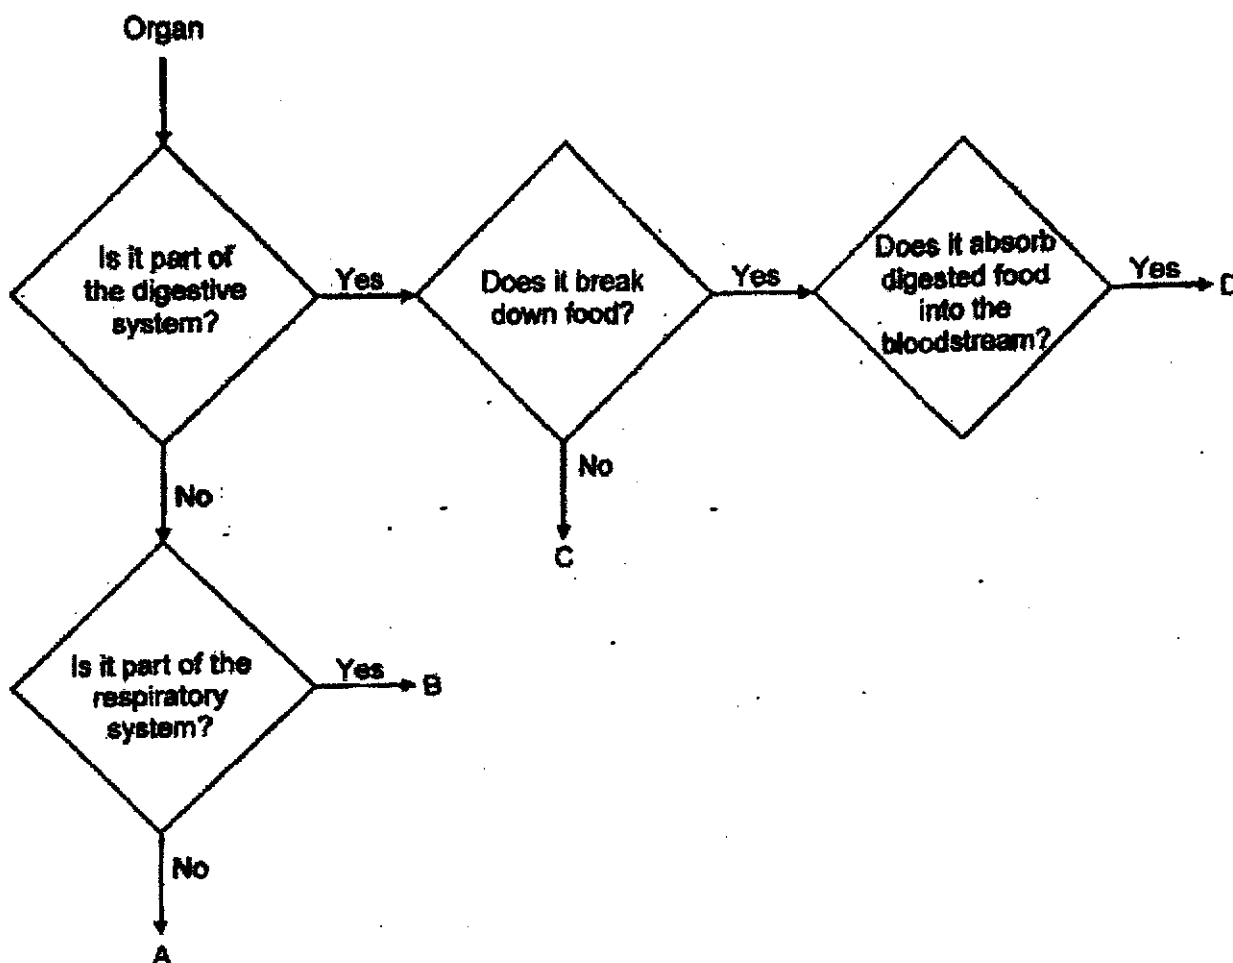 Organ
Is it part of
the digestive
system?
Yes
Does it break
down food?
Yes
Does it absorb
digested food
into the
bloodstream?
Yes
D
No
No
C
Is it part of the
respiratory
system?
Yes
B
No
A